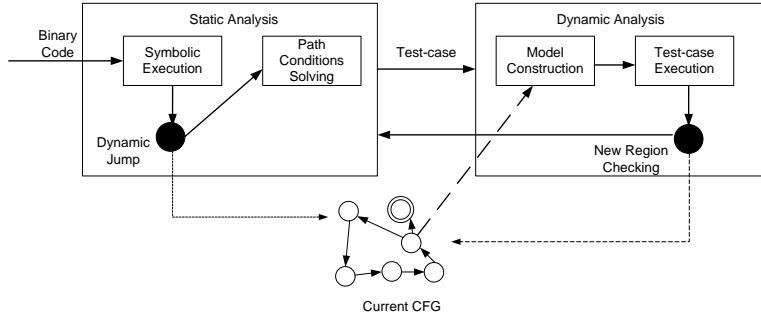 Static Analysis
Dynamic Analysis
Binary
Code
Symbolic
Execution
Path
Conditions
Solving
Test-case
Model
Construction
Test-case
Execution
Dynamic
Jump
New Region
Checking
Current CFG